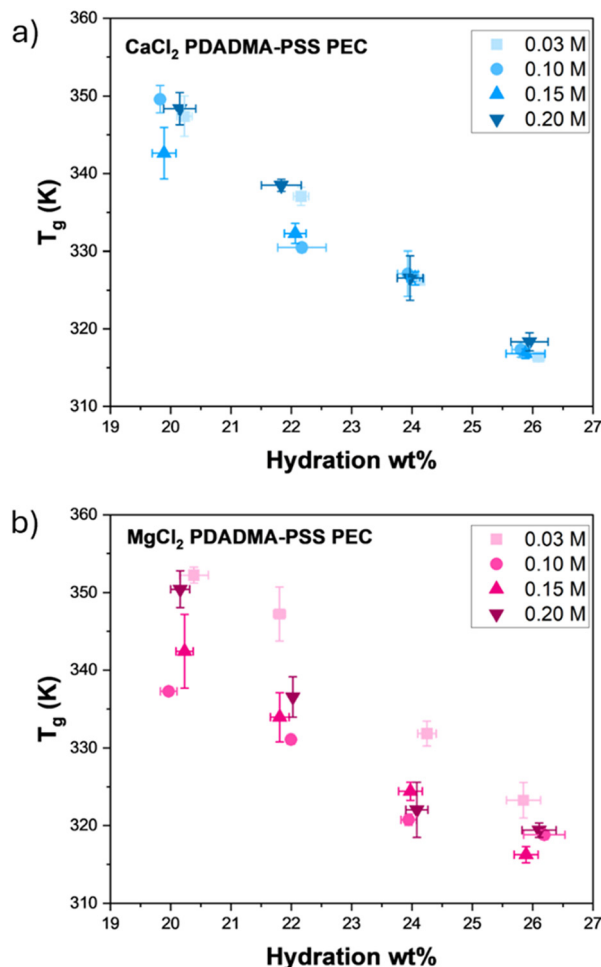 a)
CaCl₂ PDADMA-PSS PEC
0.03 M
0.10 M
0.15 M
0.20 M
360
350
340
330
320
310
Tg (K)
19 20 21 22 23 24 25 26 27
Hydration wt%
b)
MgCl₂ PDADMA-PSS PEC
0.03 M
0.10 M
0.15 M
0.20 M
360
350
340
330
320
310
Tg (K)
19 20 21 22 23 24 25 26 27
Hydration wt%